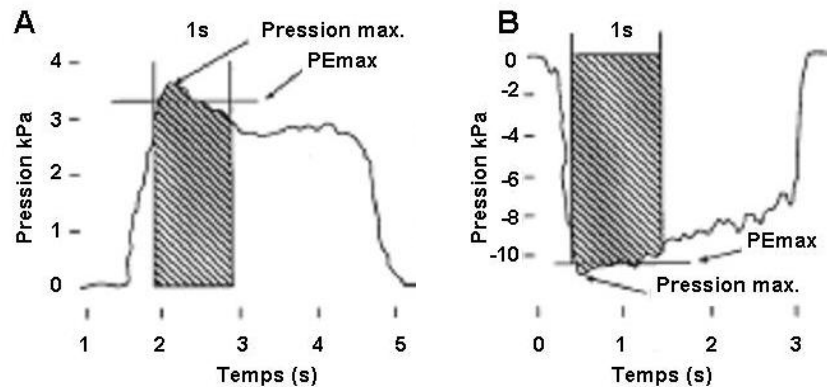 A
1s
Pression max.
PEmax
Pression kPa
4
3
2
1
0
1 2 3 4 5
Temps (s)
B
1s
Pression kPa
0
-2
-4
-6
-8
-10
PEmax
Pression max.
0 1 2 3
Temps (s)